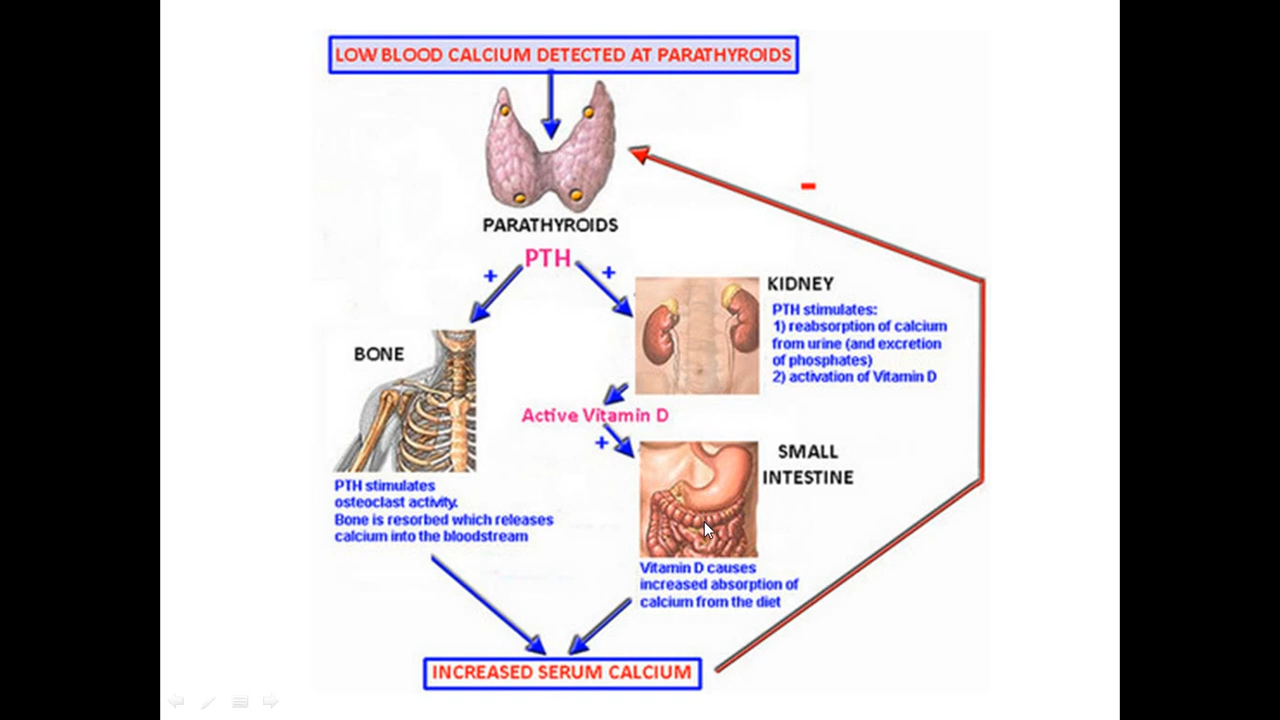 LOW BLOOD CALCIUM DETECTED AT PARATHYROIDS
-
PARATHYROIDS
PTH
+
+
KIDNEY
PTH stimulates:
1) reabsorption of calcium
from urine (and excretion
of phosphates)
2) activation of Vitamin D
BONE
Active Vitamin D
+
SMALL
INTESTINE
PTH stimulates
osteoclast activity.
Bone is resorbed which releases
calcium into the bloodstream
Vitamin D causes
increased absorption of
calcium from the diet
INCREASED SERUM CALCIUM